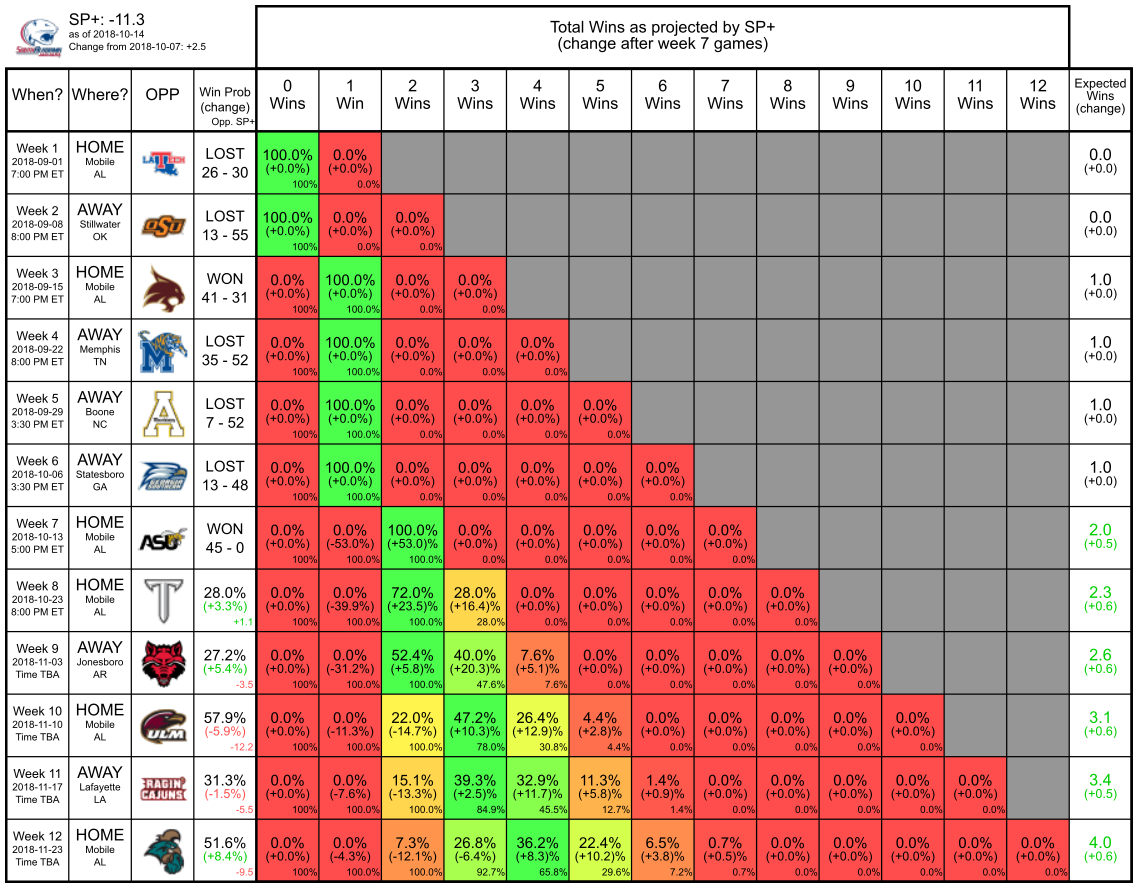 SP+: -11.3
as of 2018-10-14
Change from 2018-10-07: +2.5
Total Wins as projected by SP+
(change after week 7 games)
When? Where? OPP Win Prob (change) Opp. SP+ 0 Wins 1 Win 2 Wins 3 Wins 4 Wins 5 Wins 6 Wins 7 Wins 8 Wins 9 Wins 10 Wins 11 Wins 12 Wins Expected Wins (change)
Week 1 HOME LOST 100.0% 0.0% 0.0
2018-09-01 Mobile LA TECH (+0.0%) (+0.0%) (+0.0)
7:00 PM ET AL 26 - 30 100% 0.0%
Week 2 AWAY LOST 100.0% 0.0% 0.0% 0.0
2018-09-08 Stillwater OSU (+0.0%) (+0.0%) (+0.0%) (+0.0)
8:00 PM ET OK 13 - 55 100% 0.0% 0.0%
Week 3 HOME WON 0.0% 100.0% 0.0% 0.0% 1.0
2018-09-15 Mobile (+0.0%) (+0.0%) (+0.0%) (+0.0%) (+0.0)
7:00 PM ET AL 41 - 31 100% 100.0% 0.0% 0.0%
Week 4 AWAY LOST 0.0% 100.0% 0.0% 0.0% 0.0% 1.0
2018-09-22 Memphis M (+0.0%) (+0.0%) (+0.0%) (+0.0%) (+0.0%) (+0.0)
8:00 PM ET TN 35 - 52 100% 100.0% 0.0% 0.0% 0.0%
Week 5 AWAY LOST 0.0% 100.0% 0.0% 0.0% 0.0% 0.0% 1.0
2018-09-29 Boone A (+0.0%) (+0.0%) (+0.0%) (+0.0%) (+0.0%) (+0.0%) (+0.0)
3:30 PM ET NC 7 - 52 100% 100.0% 0.0% 0.0% 0.0% 0.0%
Week 6 AWAY LOST 0.0% 100.0% 0.0% 0.0% 0.0% 0.0% 0.0% 1.0
2018-10-06 Statesboro GEORGIA SOUTHERN (+0.0%) (+0.0%) (+0.0%) (+0.0%) (+0.0%) (+0.0%) (+0.0%) (+0.0)
3:30 PM ET GA 13 - 48 100% 100.0% 0.0% 0.0% 0.0% 0.0% 0.0%
Week 7 HOME WON 0.0% 0.0% 100.0% 0.0% 0.0% 0.0% 0.0% 0.0% 2.0
2018-10-13 Mobile ASU (+0.0%) (-53.0%) (+53.0)% (+0.0%) (+0.0%) (+0.0%) (+0.0%) (+0.0%) (+0.5)
5:00 PM ET AL 45 - 0 100% 100.0% 100.0% 0.0% 0.0% 0.0% 0.0% 0.0%
Week 8 HOME 28.0% 0.0% 0.0% 72.0% 28.0% 0.0% 0.0% 0.0% 0.0% 0.0% 2.3
2018-10-23 Mobile T (+3.3%) (+0.0%) (-39.9%) (+23.5)% (+16.4)% (+0.0%) (+0.0%) (+0.0%) (+0.0%) (+0.0%) (+0.6)
8:00 PM ET AL +1.1 100% 100.0% 100.0% 28.0% 0.0% 0.0% 0.0% 0.0% 0.0%
Week 9 AWAY 27.2% 0.0% 0.0% 52.4% 40.0% 7.6% 0.0% 0.0% 0.0% 0.0% 0.0% 2.6
2018-11-03 Jonesboro (+5.4%) (+0.0%) (-31.2%) (+5.8)% (+20.3)% (+5.1)% (+0.0%) (+0.0%) (+0.0%) (+0.0%) (+0.0%) (+0.6)
Time TBA AR -3.5 100% 100.0% 100.0% 47.6% 7.6% 0.0% 0.0% 0.0% 0.0% 0.0%
Week 10 HOME 57.9% 0.0% 0.0% 22.0% 47.2% 26.4% 4.4% 0.0% 0.0% 0.0% 0.0% 0.0% 3.1
2018-11-10 Mobile ULM (-5.9%) (+0.0%) (-11.3%) (-14.7%) (+10.3)% (+12.9)% (+2.8)% (+0.0%) (+0.0%) (+0.0%) (+0.0%) (+0.0%) (+0.6)
Time TBA AL -12.2 100% 100.0% 100.0% 78.0% 30.8% 4.4% 0.0% 0.0% 0.0% 0.0% 0.0%
Week 11 AWAY 31.3% 0.0% 0.0% 15.1% 39.3% 32.9% 11.3% 1.4% 0.0% 0.0% 0.0% 0.0% 0.0% 3.4
2018-11-17 Lafayette RAGIN' CAJUNS (-1.5%) (+0.0%) (-7.6%) (-13.3%) (+2.5)% (+11.7)% (+5.8)% (+0.9)% (+0.0%) (+0.0%) (+0.0%) (+0.0%) (+0.0%) (+0.5)
Time TBA LA -5.5 100% 100.0% 100.0% 84.9% 45.5% 12.7% 1.4% 0.0% 0.0% 0.0% 0.0% 0.0%
Week 12 HOME 51.6% 0.0% 0.0% 7.3% 26.8% 36.2% 22.4% 6.5% 0.7% 0.0% 0.0% 0.0% 0.0% 0.0% 4.0
2018-11-23 Mobile (+8.4%) (+0.0%) (-4.3%) (-12.1%) (-6.4%) (+8.3)% (+10.2)% (+3.8)% (+0.5)% (+0.0%) (+0.0%) (+0.0%) (+0.0%) (+0.0%) (+0.6)
Time TBA AL -9.5 100% 100.0% 100.0% 92.7% 65.8% 29.6% 7.2% 0.7% 0.0% 0.0% 0.0% 0.0% 0.0%